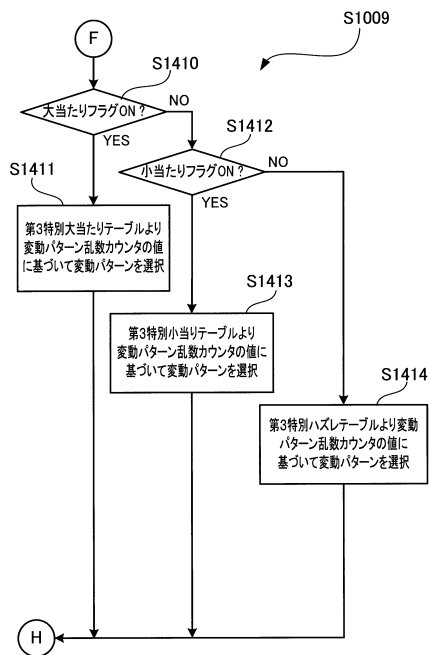 F
S1009
S1410
大当たりフラグON？
NO
YES
S1412
小当たりフラグON？
NO
YES
S1411
第3特別大当たりテーブルより
変動パターン乱数カウンタの値
に基づいて変動パターンを選択
S1413
第3特別小当りテーブルより
変動パターン乱数カウンタの値に
基づいて変動パターンを選択
S1414
第3特別ハズレテーブルより変動
パターン乱数カウンタの値に
基づいて変動パターンを選択
H